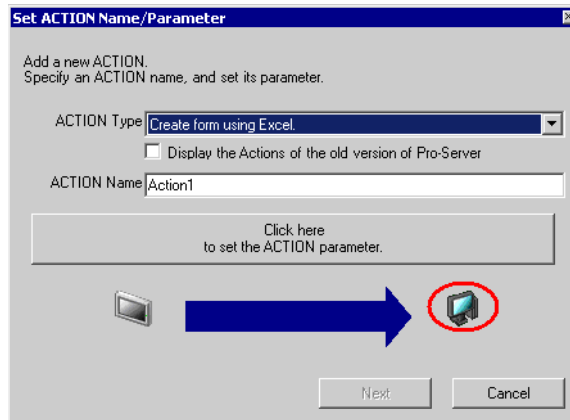 Set ACTION Name/Parameter
Add a new ACTION.
Specify an ACTION name, and set its parameter.
ACTION Type Create form using Excel.
Display the Actions of the old version of Pro-Server
ACTION Name Action1
Click here
to set the ACTION parameter.
Next Cancel